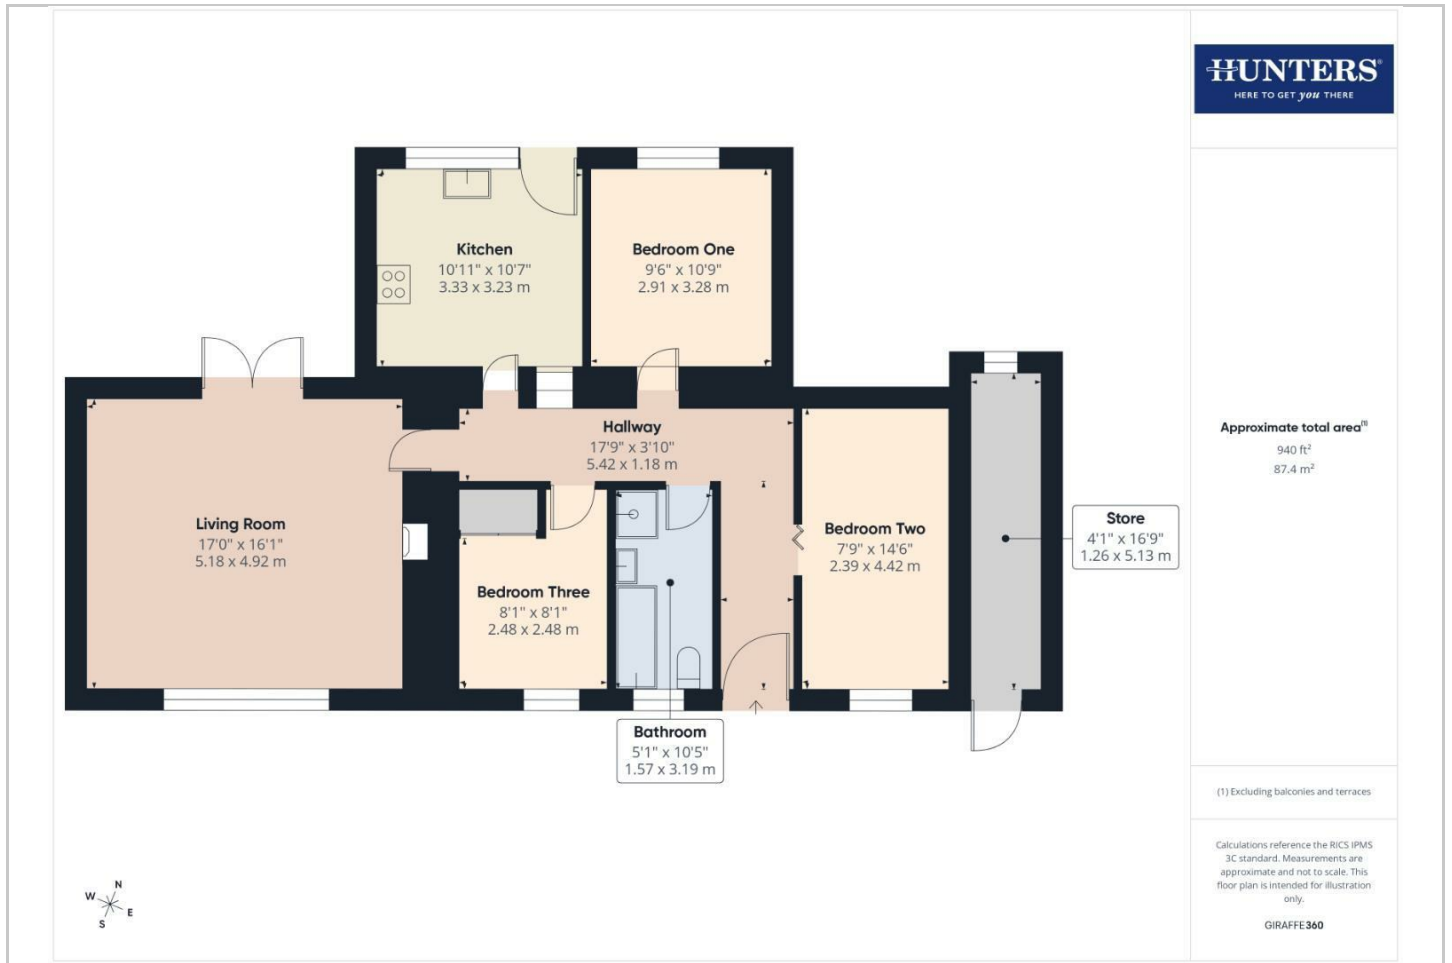 HUNTERS®
HERE TO GET you THERE
Kitchen
10'11" x 10'7"
3.33 x 3.23 m
Bedroom One
9'6" x 10'9"
2.91 x 3.28 m
Hallway
17'9" x 3'10"
5.42 x 1.18 m
Living Room
17'0" x 16'1"
5.18 x 4.92 m
Bedroom Three
8'1" x 8'1"
2.48 x 2.48 m
Bedroom Two
7'9" x 14'6"
2.39 x 4.42 m
Store
4'1" x 16'9"
1.26 x 5.13 m
Bathroom
5'1" x 10'5"
1.57 x 3.19 m
N
W
E
S
Approximate total area(1)
940 ft²
87.4 m²
(1) Excluding balconies and terraces
Calculations reference the RICS IPMS
3C standard. Measurements are
approximate and not to scale. This
floor plan is intended for illustration
only.
GIRAFFE360